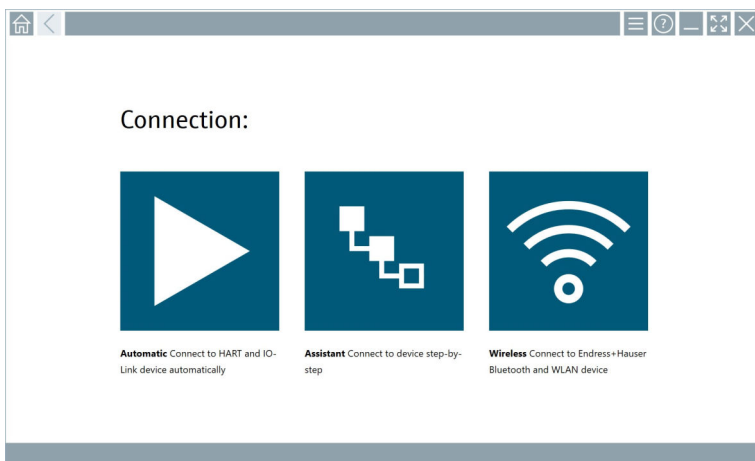 Connection:
Automatic Connect to HART and IO-
Link device automatically
Assistant Connect to device step-by-
step
Wireless Connect to Endress+Hauser
Bluetooth and WLAN device